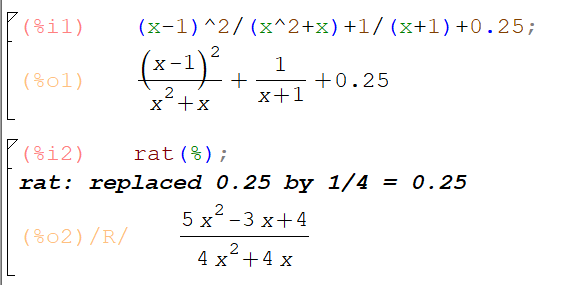 (%i1) (x-1)^2/(x^2+x)+1/(x+1)+0.25;
(%o1) (x-1)^2/(x^2+x) + 1/(x+1) +0.25
(%i2) rat(%);
rat: replaced 0.25 by 1/4 = 0.25
(%o2)/R/ (5 x^2-3 x+4)/(4 x^2+4 x)